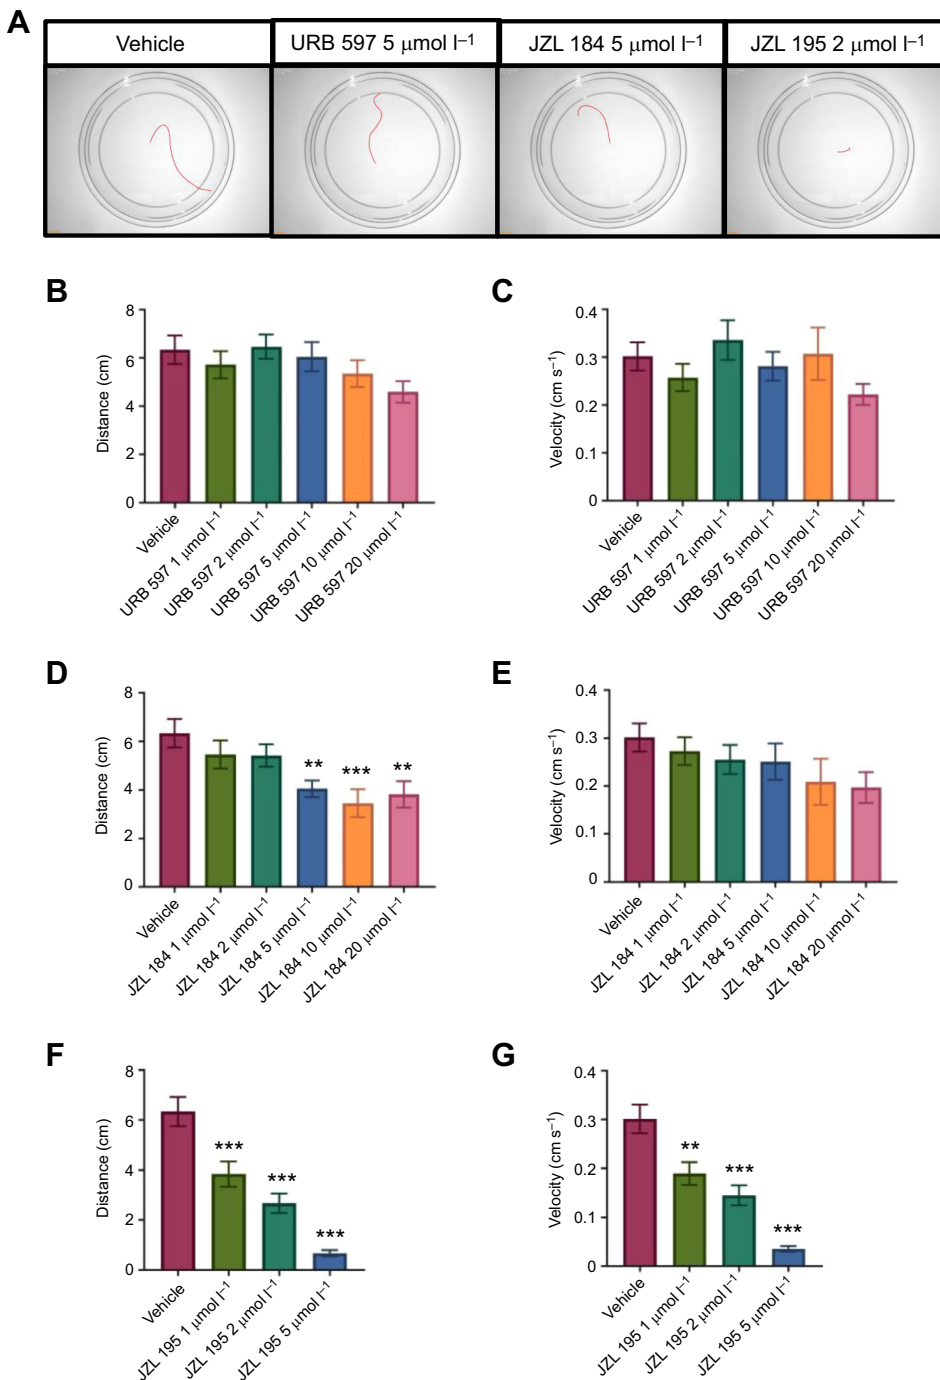 A
Vehicle
URB 597 5 μmol l⁻¹
JZL 184 5 μmol l⁻¹
JZL 195 2 μmol l⁻¹
B
8
6
4
2
0
Distance (cm)
Vehicle
URB 597 1 μmol l⁻¹
URB 597 2 μmol l⁻¹
URB 597 5 μmol l⁻¹
URB 597 10 μmol l⁻¹
URB 597 20 μmol l⁻¹
C
0.4
0.3
0.2
0.1
0
Velocity (cm s⁻¹)
Vehicle
URB 597 1 μmol l⁻¹
URB 597 2 μmol l⁻¹
URB 597 5 μmol l⁻¹
URB 597 10 μmol l⁻¹
URB 597 20 μmol l⁻¹
D
8
6
4
2
0
Distance (cm)
**
***
**
Vehicle
JZL 184 1 μmol l⁻¹
JZL 184 2 μmol l⁻¹
JZL 184 5 μmol l⁻¹
JZL 184 10 μmol l⁻¹
JZL 184 20 μmol l⁻¹
E
0.4
0.3
0.2
0.1
0
Velocity (cm s⁻¹)
Vehicle
JZL 184 1 μmol l⁻¹
JZL 184 2 μmol l⁻¹
JZL 184 5 μmol l⁻¹
JZL 184 10 μmol l⁻¹
JZL 184 20 μmol l⁻¹
F
8
6
4
2
0
Distance (cm)
***
***
***
Vehicle
JZL 195 1 μmol l⁻¹
JZL 195 2 μmol l⁻¹
JZL 195 5 μmol l⁻¹
G
0.4
0.3
0.2
0.1
0
Velocity (cm s⁻¹)
**
***
***
Vehicle
JZL 195 1 μmol l⁻¹
JZL 195 2 μmol l⁻¹
JZL 195 5 μmol l⁻¹